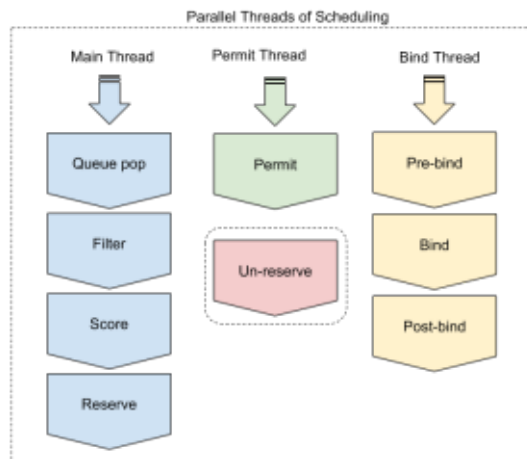 Parallel Threads of Scheduling
Main Thread
Permit Thread
Bind Thread
Queue pop
Permit
Pre-bind
Filter
Un-reserve
Bind
Score
Post-bind
Reserve